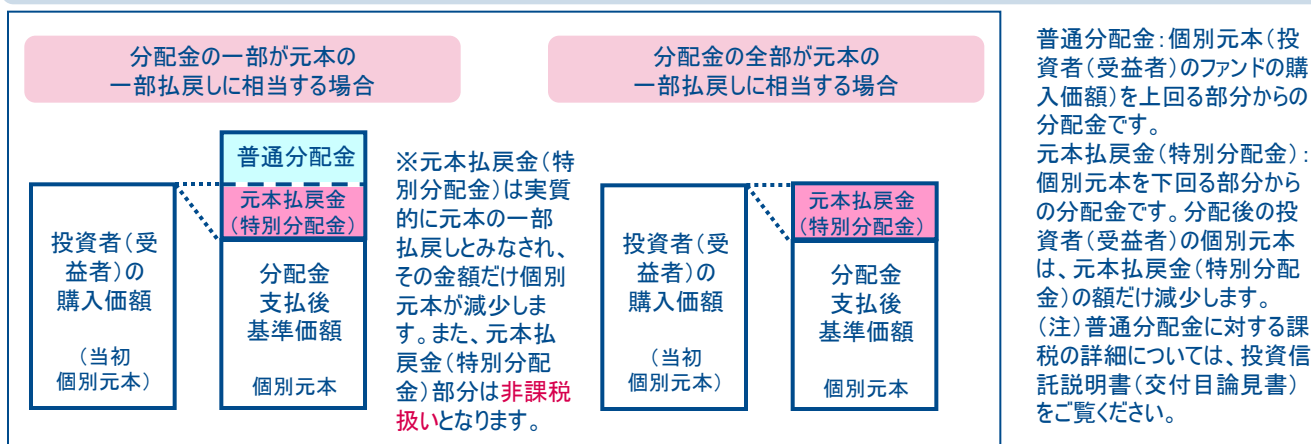 分配金の一部が元本の
一部払戻しに相当する場合
普通分配金
元本払戻金
（特別分配金）
投資者（受
益者）の
購入価額
（当初
個別元本）
分配金
支払後
基準価額
個別元本
※元本払戻金（特
別分配金）は実質
的に元本の一部
払戻しとみなされ、
その金額だけ個別
元本が減少しま
す。また、元本払
戻金（特別分配
金）部分は非課税
扱いとなります。
分配金の全部が元本の
一部払戻しに相当する場合
元本払戻金
（特別分配金）
投資者（受
益者）の
購入価額
（当初
個別元本）
分配金
支払後
基準価額
個別元本
普通分配金：個別元本（投
資者（受益者）のファンドの購
入価額）を上回る部分からの
分配金です。
元本払戻金（特別分配金）：
個別元本を下回る部分から
の分配金です。分配後の投
資者（受益者）の個別元本
は、元本払戻金（特別分配
金）の額だけ減少します。
（注）普通分配金に対する課
税の詳細については、投資信
託説明書（交付目論見書）
をご覧ください。